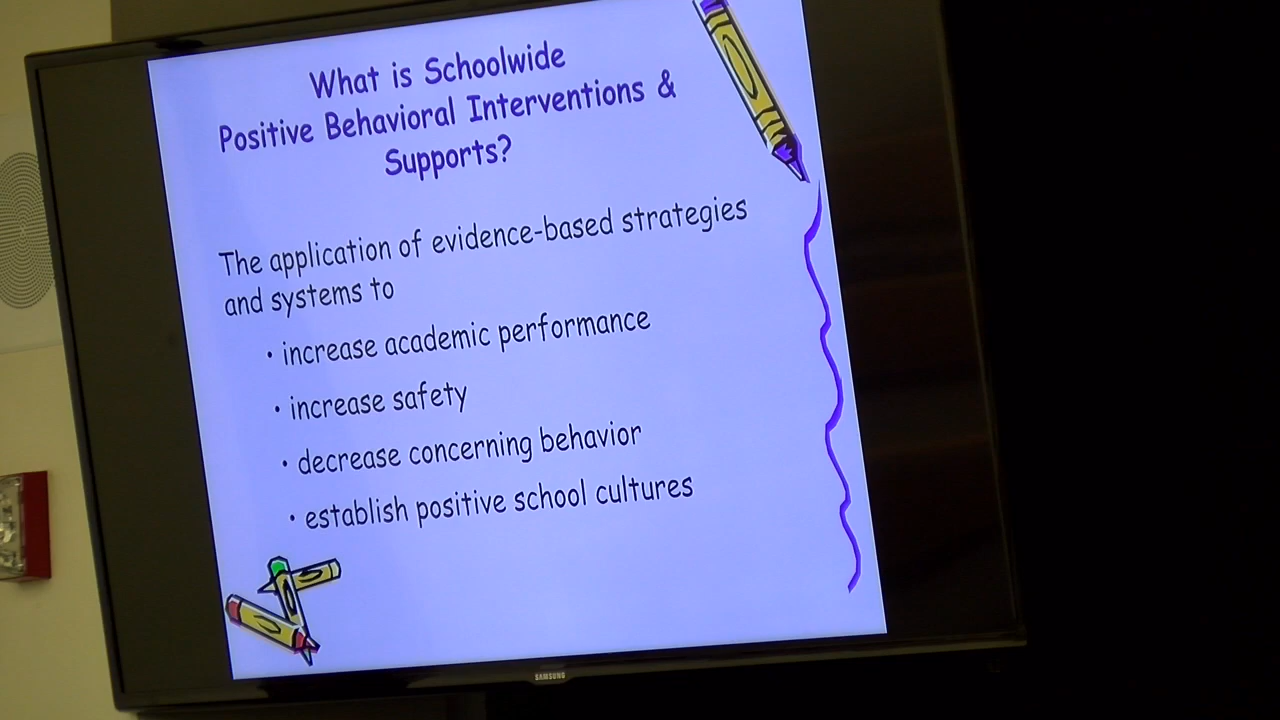 What is Schoolwide
Positive Behavioral Interventions &
Supports?
The application of evidence-based strategies
and systems to
• increase academic performance
• increase safety
• decrease concerning behavior
• establish positive school cultures
SAMSUNG